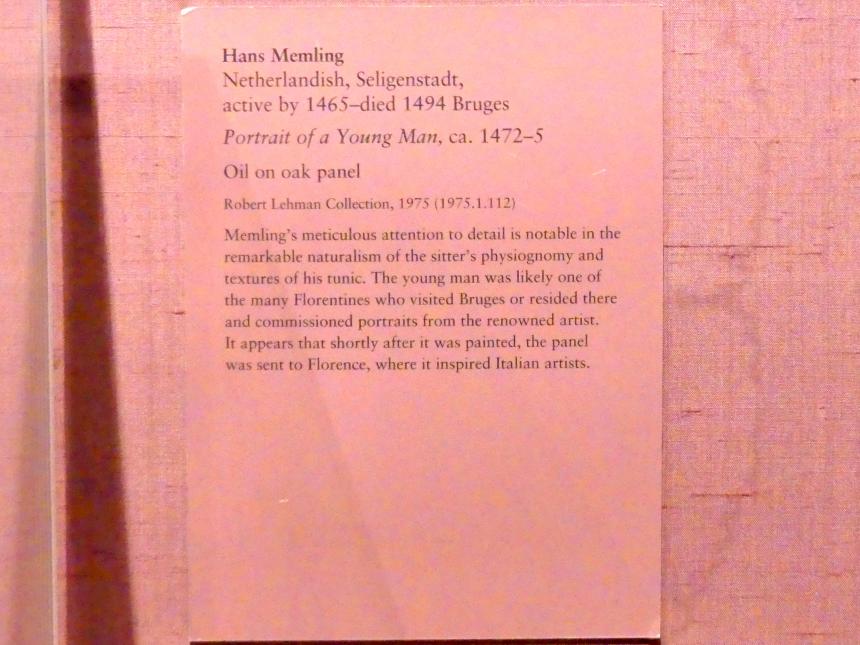 Hans Memling
Netherlandish, Seligenstadt,
active by 1465–died 1494 Bruges
Portrait of a Young Man, ca. 1472–5
Oil on oak panel
Robert Lehman Collection, 1975 (1975.1.112)
Memling's meticulous attention to detail is notable in the
remarkable naturalism of the sitter's physiognomy and
textures of his tunic. The young man was likely one of
the many Florentines who visited Bruges or resided there
and commissioned portraits from the renowned artist.
It appears that shortly after it was painted, the panel
was sent to Florence, where it inspired Italian artists.